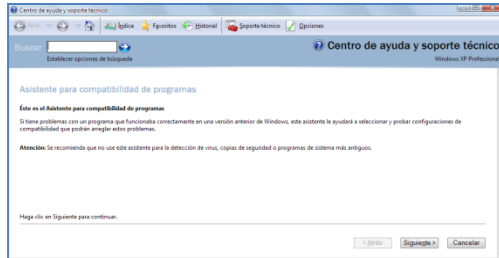 Centro de ayuda y soporte técnico
Atrás Índice Favoritos Historial Soporte técnico Opciones
Buscar Centro de ayuda y soporte técnico
Establecer opciones de búsqueda Windows XP Professional
Asistente para compatibilidad de programas
Éste es el Asistente para compatibilidad de programas
Si tiene problemas con un programa que funcionaba correctamente en una versión anterior de Windows, este asistente le ayudará a seleccionar y probar configuraciones de
compatibilidad que podrán arreglar estos problemas.
Atención: Se recomienda que no use este asistente para la detección de virus, copias de seguridad o programas de sistema más antiguos.
Haga clic en Siguiente para continuar.
< Atrás Siguiente > Cancelar